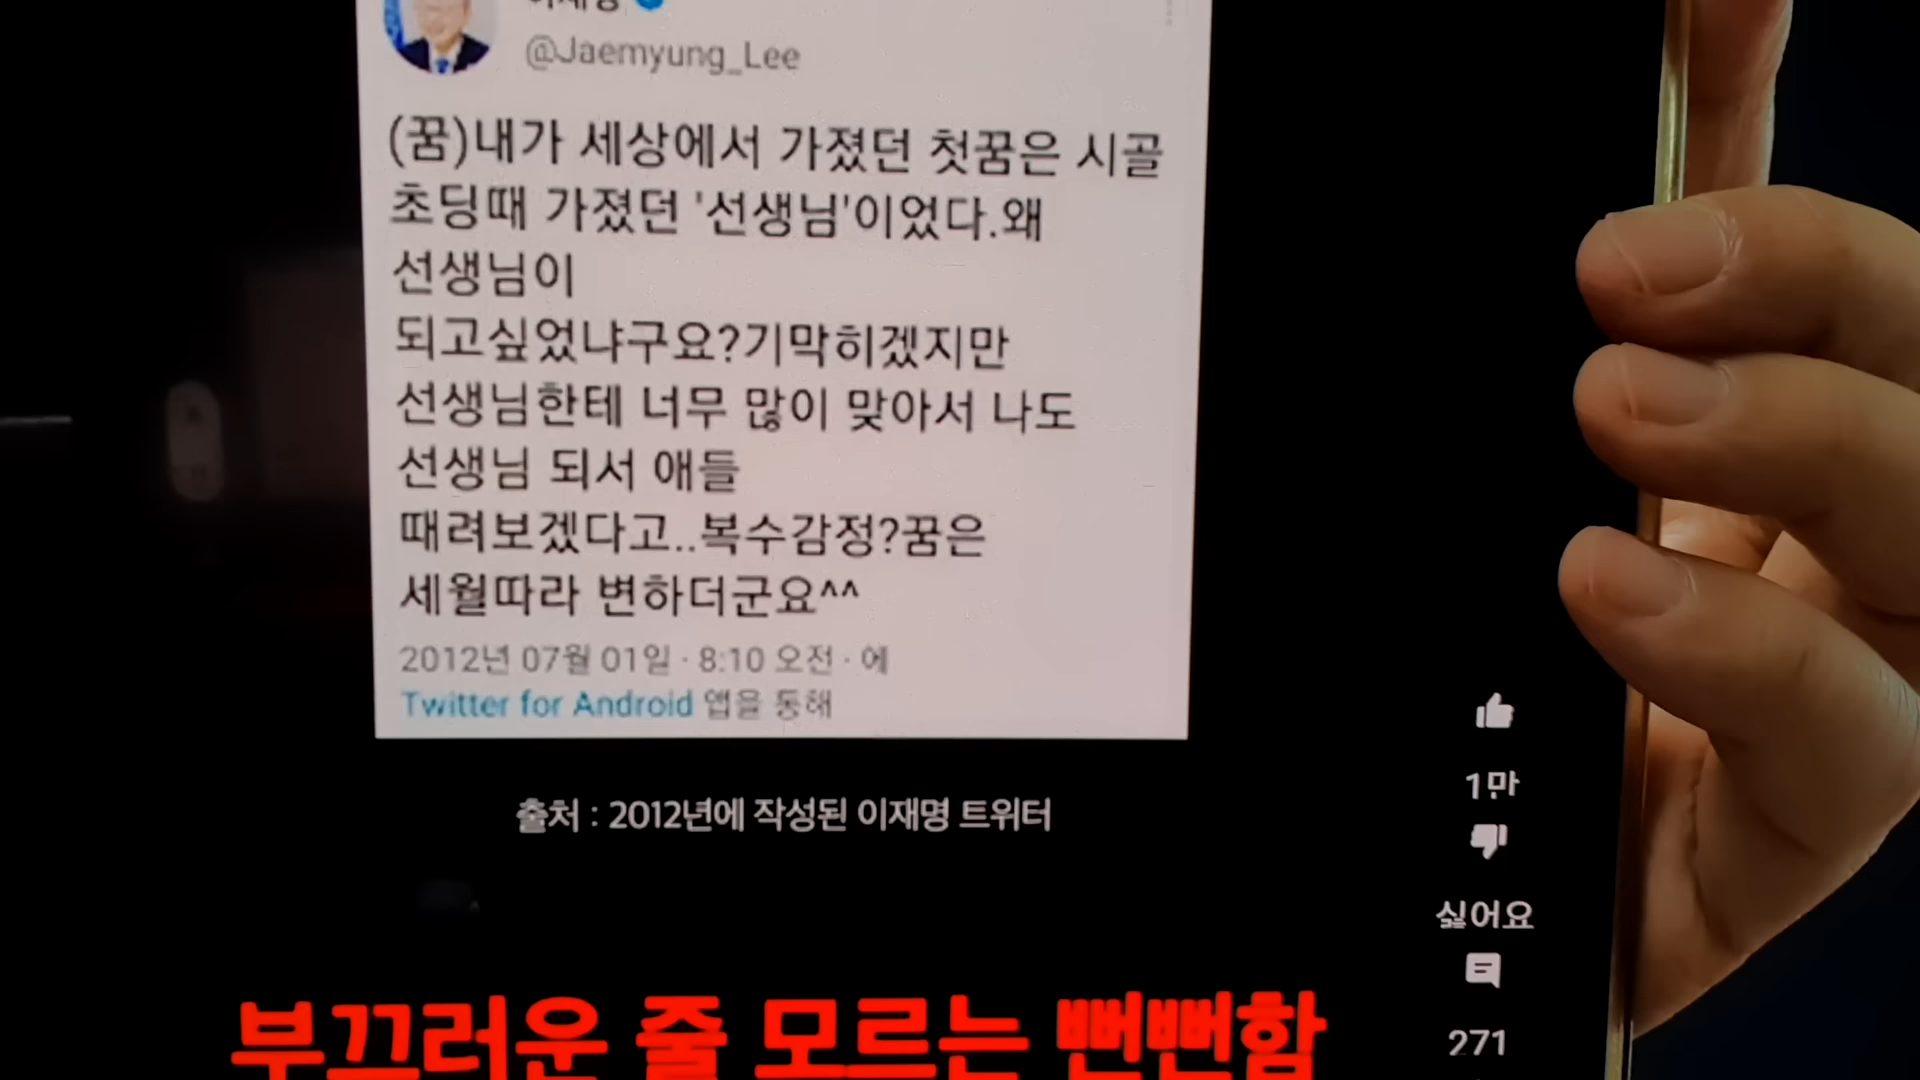 @Jaemyung_Lee
(꿈)내가 세상에서 가졌던 첫꿈은 시골
초딩때 가졌던 '선생님'이었다.왜
선생님이
되고싶었냐구요?기막히겠지만
선생님한테 너무 많이 맞아서 나도
선생님 되서 애들
때려보겠다고..복수감정?꿈은
세월따라 변하더군요^^
2012년 07월 01일 · 8:10 오전 · 에
Twitter for Android 앱을 통해
출처 : 2012년에 작성된 이재명 트위터
1만
싫어요
271
부끄러운 줄 모르는 뻔뻔함